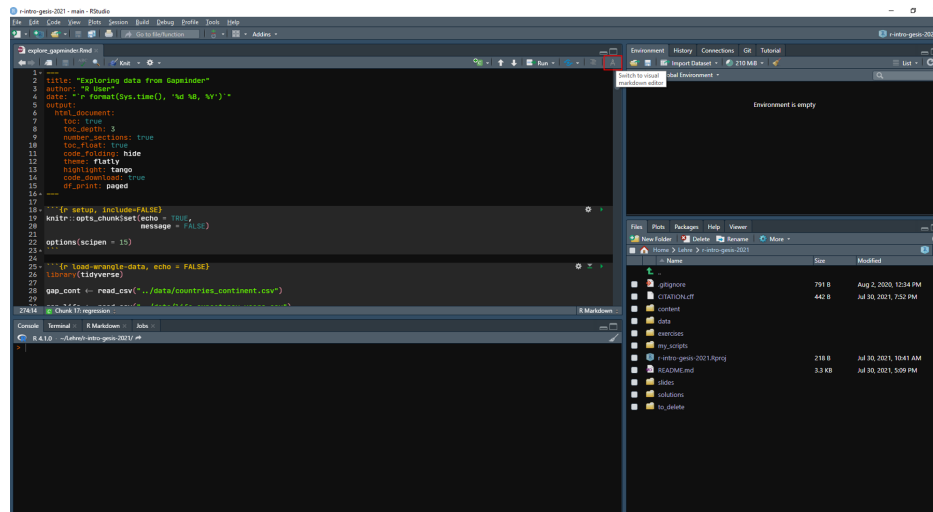 r-intro-gesis-2021 - main - RStudio
File Edit Code View Plots Session Build Debug Profile Tools Help
Go to file/function Addins
r-intro-gesis-202
explore_gapminder.Rmd
Knit Run
1 ---
2 title: "Exploring data from Gapminder"
3 author: "R User"
4 date: "`r format(Sys.time(), '%d %B, %Y')`"
5 output:
6 html_document:
7 toc: true
8 toc_depth: 3
9 number_sections: true
10 toc_float: true
11 code_folding: hide
12 theme: flatly
13 highlight: tango
14 code_download: true
15 df_print: paged
16 ---
17
18 ```{r setup, include=FALSE}
19 knitr::opts_chunk$set(echo = TRUE,
20 message = FALSE)
21
22 options(scipen = 15)
23 ```
24
25 ```{r load-wrangle-data, echo = FALSE}
26 library(tidyverse)
27
28 gap_cont <- read_csv("../data/countries_continent.csv")
29
274:14 Chunk 17: regression R Markdown
Console Terminal R Markdown Jobs
R 4.1.0 · ~/Lehre/r-intro-gesis-2021/
>
Environment History Connections Git Tutorial
Import Dataset 210 MiB List
Switch to visual
markdown editor
bal Environment
Environment is empty
Files Plots Packages Help Viewer
New Folder Delete Rename More
Home > Lehre > r-intro-gesis-2021
Name Size Modified
..
.gitignore 791 B Aug 2, 2020, 12:34 PM
CITATION.cff 442 B Jul 30, 2021, 7:52 PM
content
data
exercises
my_scripts
r-intro-gesis-2021.Rproj 218 B Jul 30, 2021, 10:41 AM
README.md 3.3 KB Jul 30, 2021, 5:09 PM
slides
solutions
to_delete